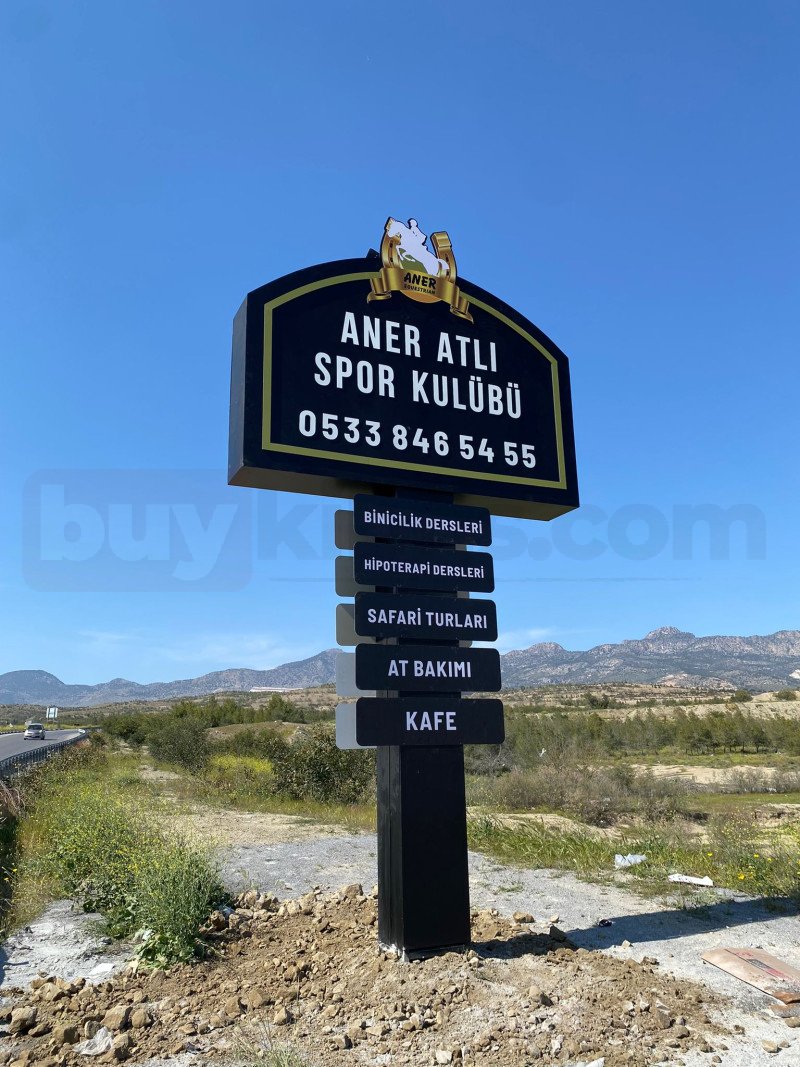 ANER
EQUESTRIAN
ANER ATLI
SPOR KULÜBÜ
0533 846 54 55
BİNİCİLİK DERSLERİ
HİPOTERAPİ DERSLERİ
SAFARİ TURLARI
AT BAKIMI
KAFE